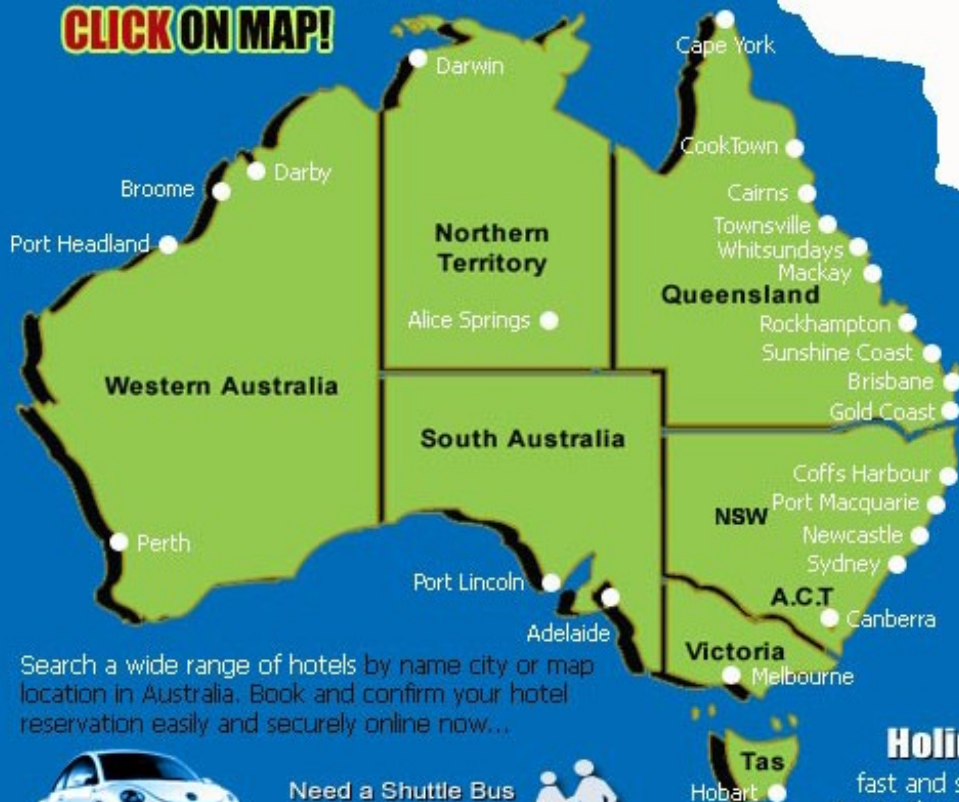 CLICK ON MAP!
Cape York
Darwin
CookTown
Darby
Broome
Cairns
Townsville
Port Headland
Northern
Territory
Whitsundays
Mackay
Queensland
Alice Springs
Rockhampton
Sunshine Coast
Western Australia
Brisbane
Gold Coast
South Australia
Coffs Harbour
Port Macquarie
NSW
Newcastle
Perth
Sydney
Port Lincoln
A.C.T
Canberra
Adelaide
Victoria
Melbourne
Search a wide range of hotels by name city or map
location in Australia. Book and confirm your hotel
reservation easily and securely online now...
Tas
Hobart
Need a Shuttle Bus
Holi
fast and s